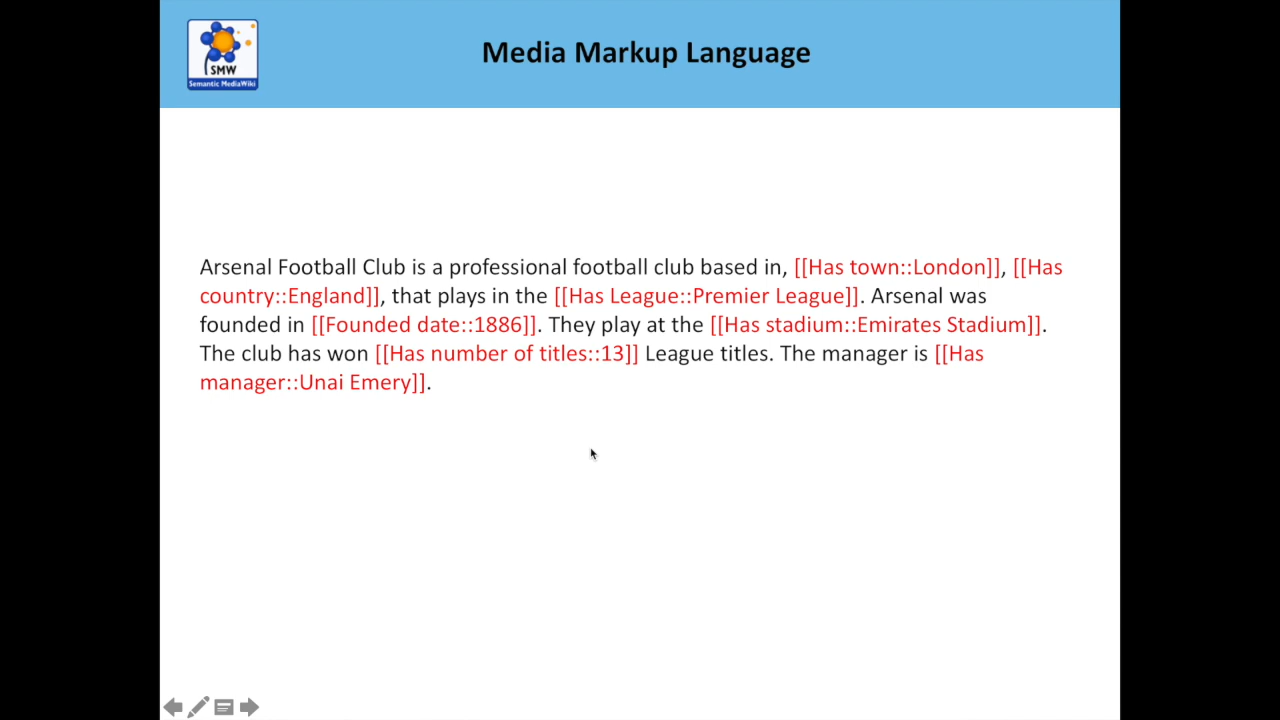 SMW
Semantic MediaWiki
Media Markup Language
Arsenal Football Club is a professional football club based in, [[Has town::London]], [[Has
country::England]], that plays in the [[Has League::Premier League]]. Arsenal was
founded in [[Founded date::1886]]. They play at the [[Has stadium::Emirates Stadium]].
The club has won [[Has number of titles::13]] League titles. The manager is [[Has
manager::Unai Emery]].